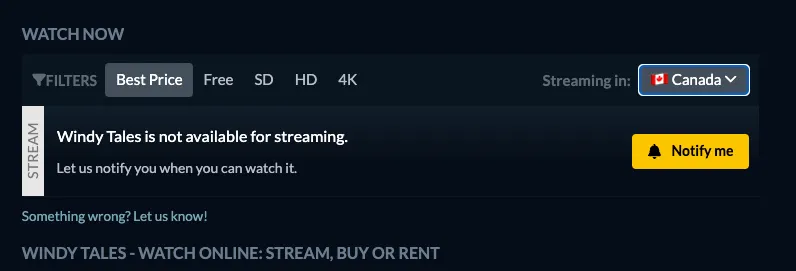 WATCH NOW
FILTERS Best Price Free SD HD 4K Streaming in: Canada
STREAM
Windy Tales is not available for streaming.
Let us notify you when you can watch it.
Notify me
Something wrong? Let us know!
WINDY TALES - WATCH ONLINE: STREAM, BUY OR RENT